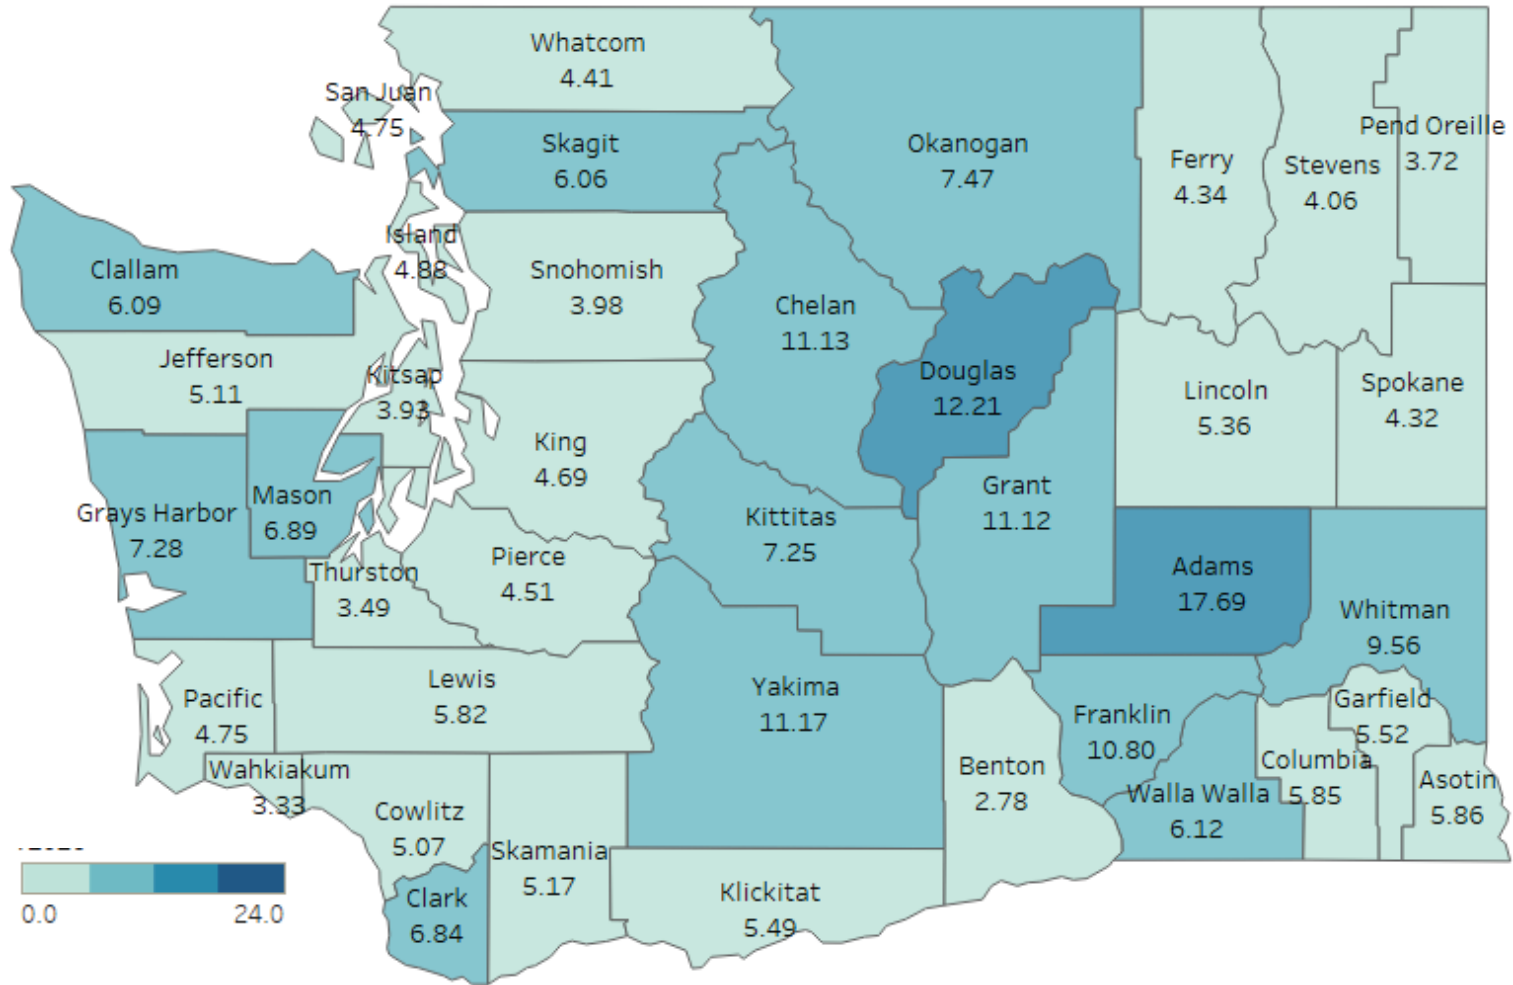 Whatcom
4.41
San Juan
4.75
Skagit
6.06
Okanogan
7.47
Ferry
4.34
Stevens
4.06
Pend Oreille
3.72
Clallam
6.09
Island
4.88
Snohomish
3.98
Chelan
11.13
Douglas
12.21
Jefferson
5.11
Kitsap
3.93
King
4.69
Lincoln
5.36
Spokane
4.32
Grays Harbor
7.28
Mason
6.89
Kittitas
7.25
Grant
11.12
Thurston
3.49
Pierce
4.51
Adams
17.69
Whitman
9.56
Pacific
4.75
Lewis
5.82
Yakima
11.17
Franklin
10.80
Garfield
5.52
Wahkiakum
3.33
Cowlitz
5.07
Skamania
5.17
Benton
2.78
Walla Walla
6.12
Columbia
5.85
Asotin
5.86
Clark
6.84
Klickitat
5.49
0.0 24.0